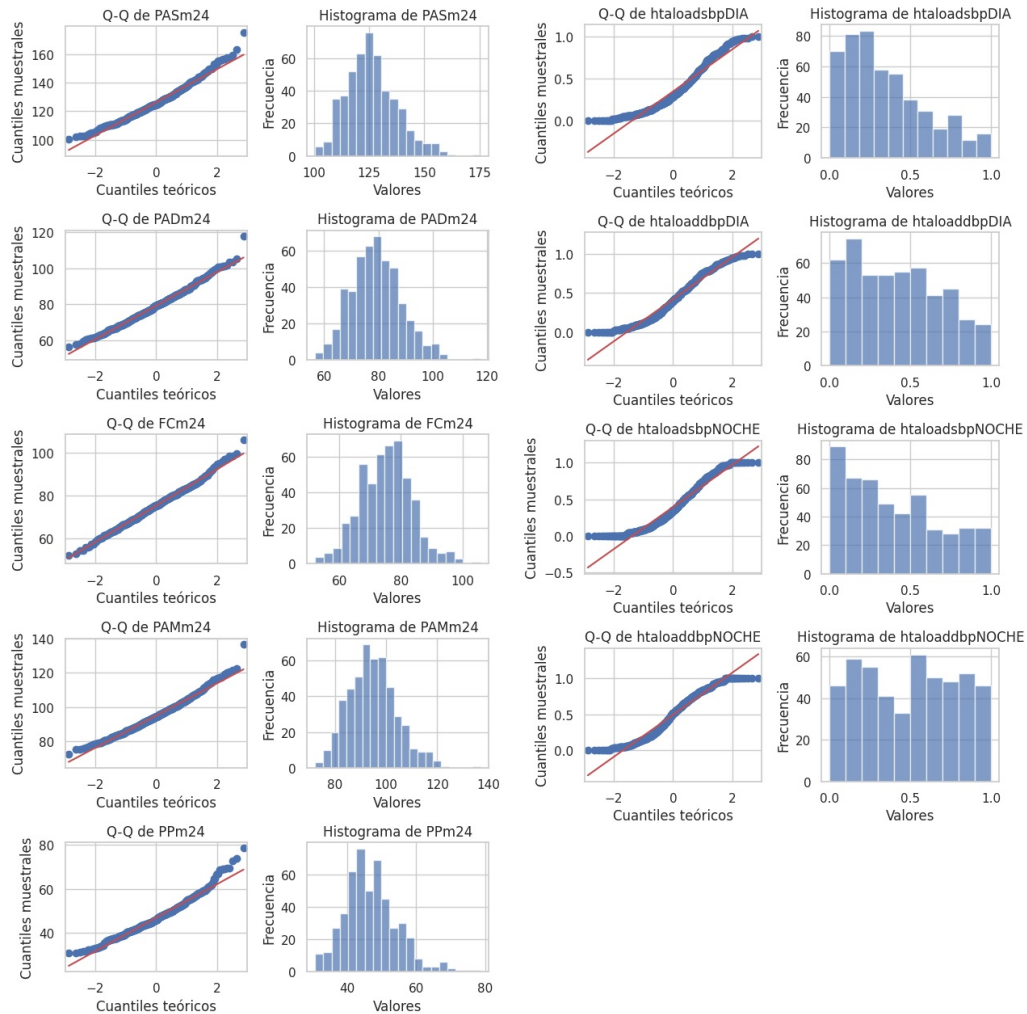 Q-Q de PASm24
Cuantiles muestrales
160
140
120
100
−2
0
2
Cuantiles teóricos
Histograma de PASm24
Frecuencia
60
40
20
0
100
125
150
175
Valores
Q-Q de htaloadsbpDIA
Cuantiles muestrales
1.0
0.5
0.0
−2
0
2
Cuantiles teóricos
Histograma de htaloadsbpDIA
Frecuencia
80
60
40
20
0
0.0
0.5
1.0
Valores
Q-Q de PADm24
Cuantiles muestrales
120
100
80
60
−2
0
2
Cuantiles teóricos
Histograma de PADm24
Frecuencia
60
40
20
0
60
80
100
120
Valores
Q-Q de htaloaddbpDIA
Cuantiles muestrales
1.0
0.5
0.0
−2
0
2
Cuantiles teóricos
Histograma de htaloaddbpDIA
Frecuencia
60
40
20
0
0.0
0.5
1.0
Valores
Q-Q de FCm24
Cuantiles muestrales
100
80
60
−2
0
2
Cuantiles teóricos
Histograma de FCm24
Frecuencia
60
40
20
0
60
80
100
Valores
Q-Q de htaloadsbpNOCHE
Cuantiles muestrales
1.0
0.5
0.0
−0.5
−2
0
2
Cuantiles teóricos
Histograma de htaloadsbpNOCHE
Frecuencia
80
60
40
20
0
0.0
0.5
1.0
Valores
Q-Q de PAMm24
Cuantiles muestrales
140
120
100
80
−2
0
2
Cuantiles teóricos
Histograma de PAMm24
Frecuencia
60
40
20
0
80
100
120
140
Valores
Q-Q de htaloaddbpNOCHE
Cuantiles muestrales
1.0
0.5
0.0
−2
0
2
Cuantiles teóricos
Histograma de htaloaddbpNOCHE
Frecuencia
60
40
20
0
0.0
0.5
1.0
Valores
Q-Q de PPm24
Cuantiles muestrales
80
60
40
−2
0
2
Cuantiles teóricos
Histograma de PPm24
Frecuencia
60
40
20
0
40
60
80
Valores